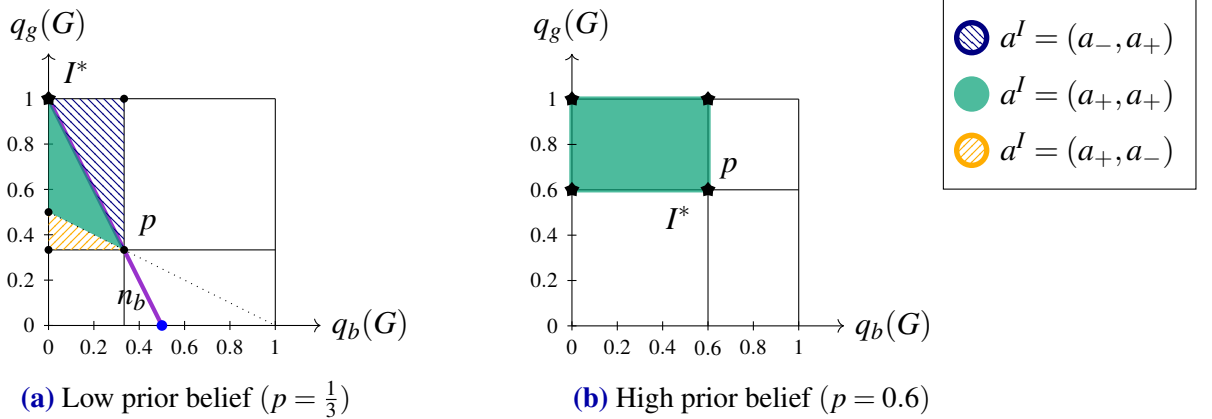 q_g(G)
I*
1
0.8
0.6
0.4
0.2
0
p
n_b
0 0.2 0.4 0.6 0.8 1
q_b(G)
(a) Low prior belief (p = 1/3)
q_g(G)
1
0.8
0.6
0.4
0.2
0
p
I*
0 0.2 0.4 0.6 0.8 1
q_b(G)
(b) High prior belief (p = 0.6)
a^I = (a_−, a_+)
a^I = (a_+, a_+)
a^I = (a_+, a_−)